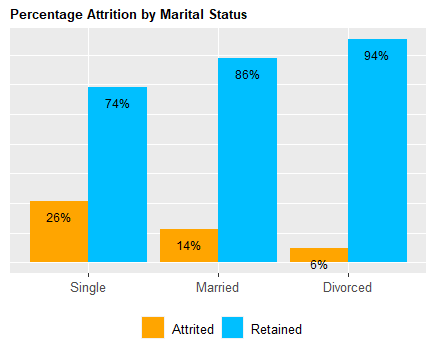 Percentage Attrition by Marital Status
94%
86%
74%
26%
14%
6%
Single Married Divorced
Attrited Retained